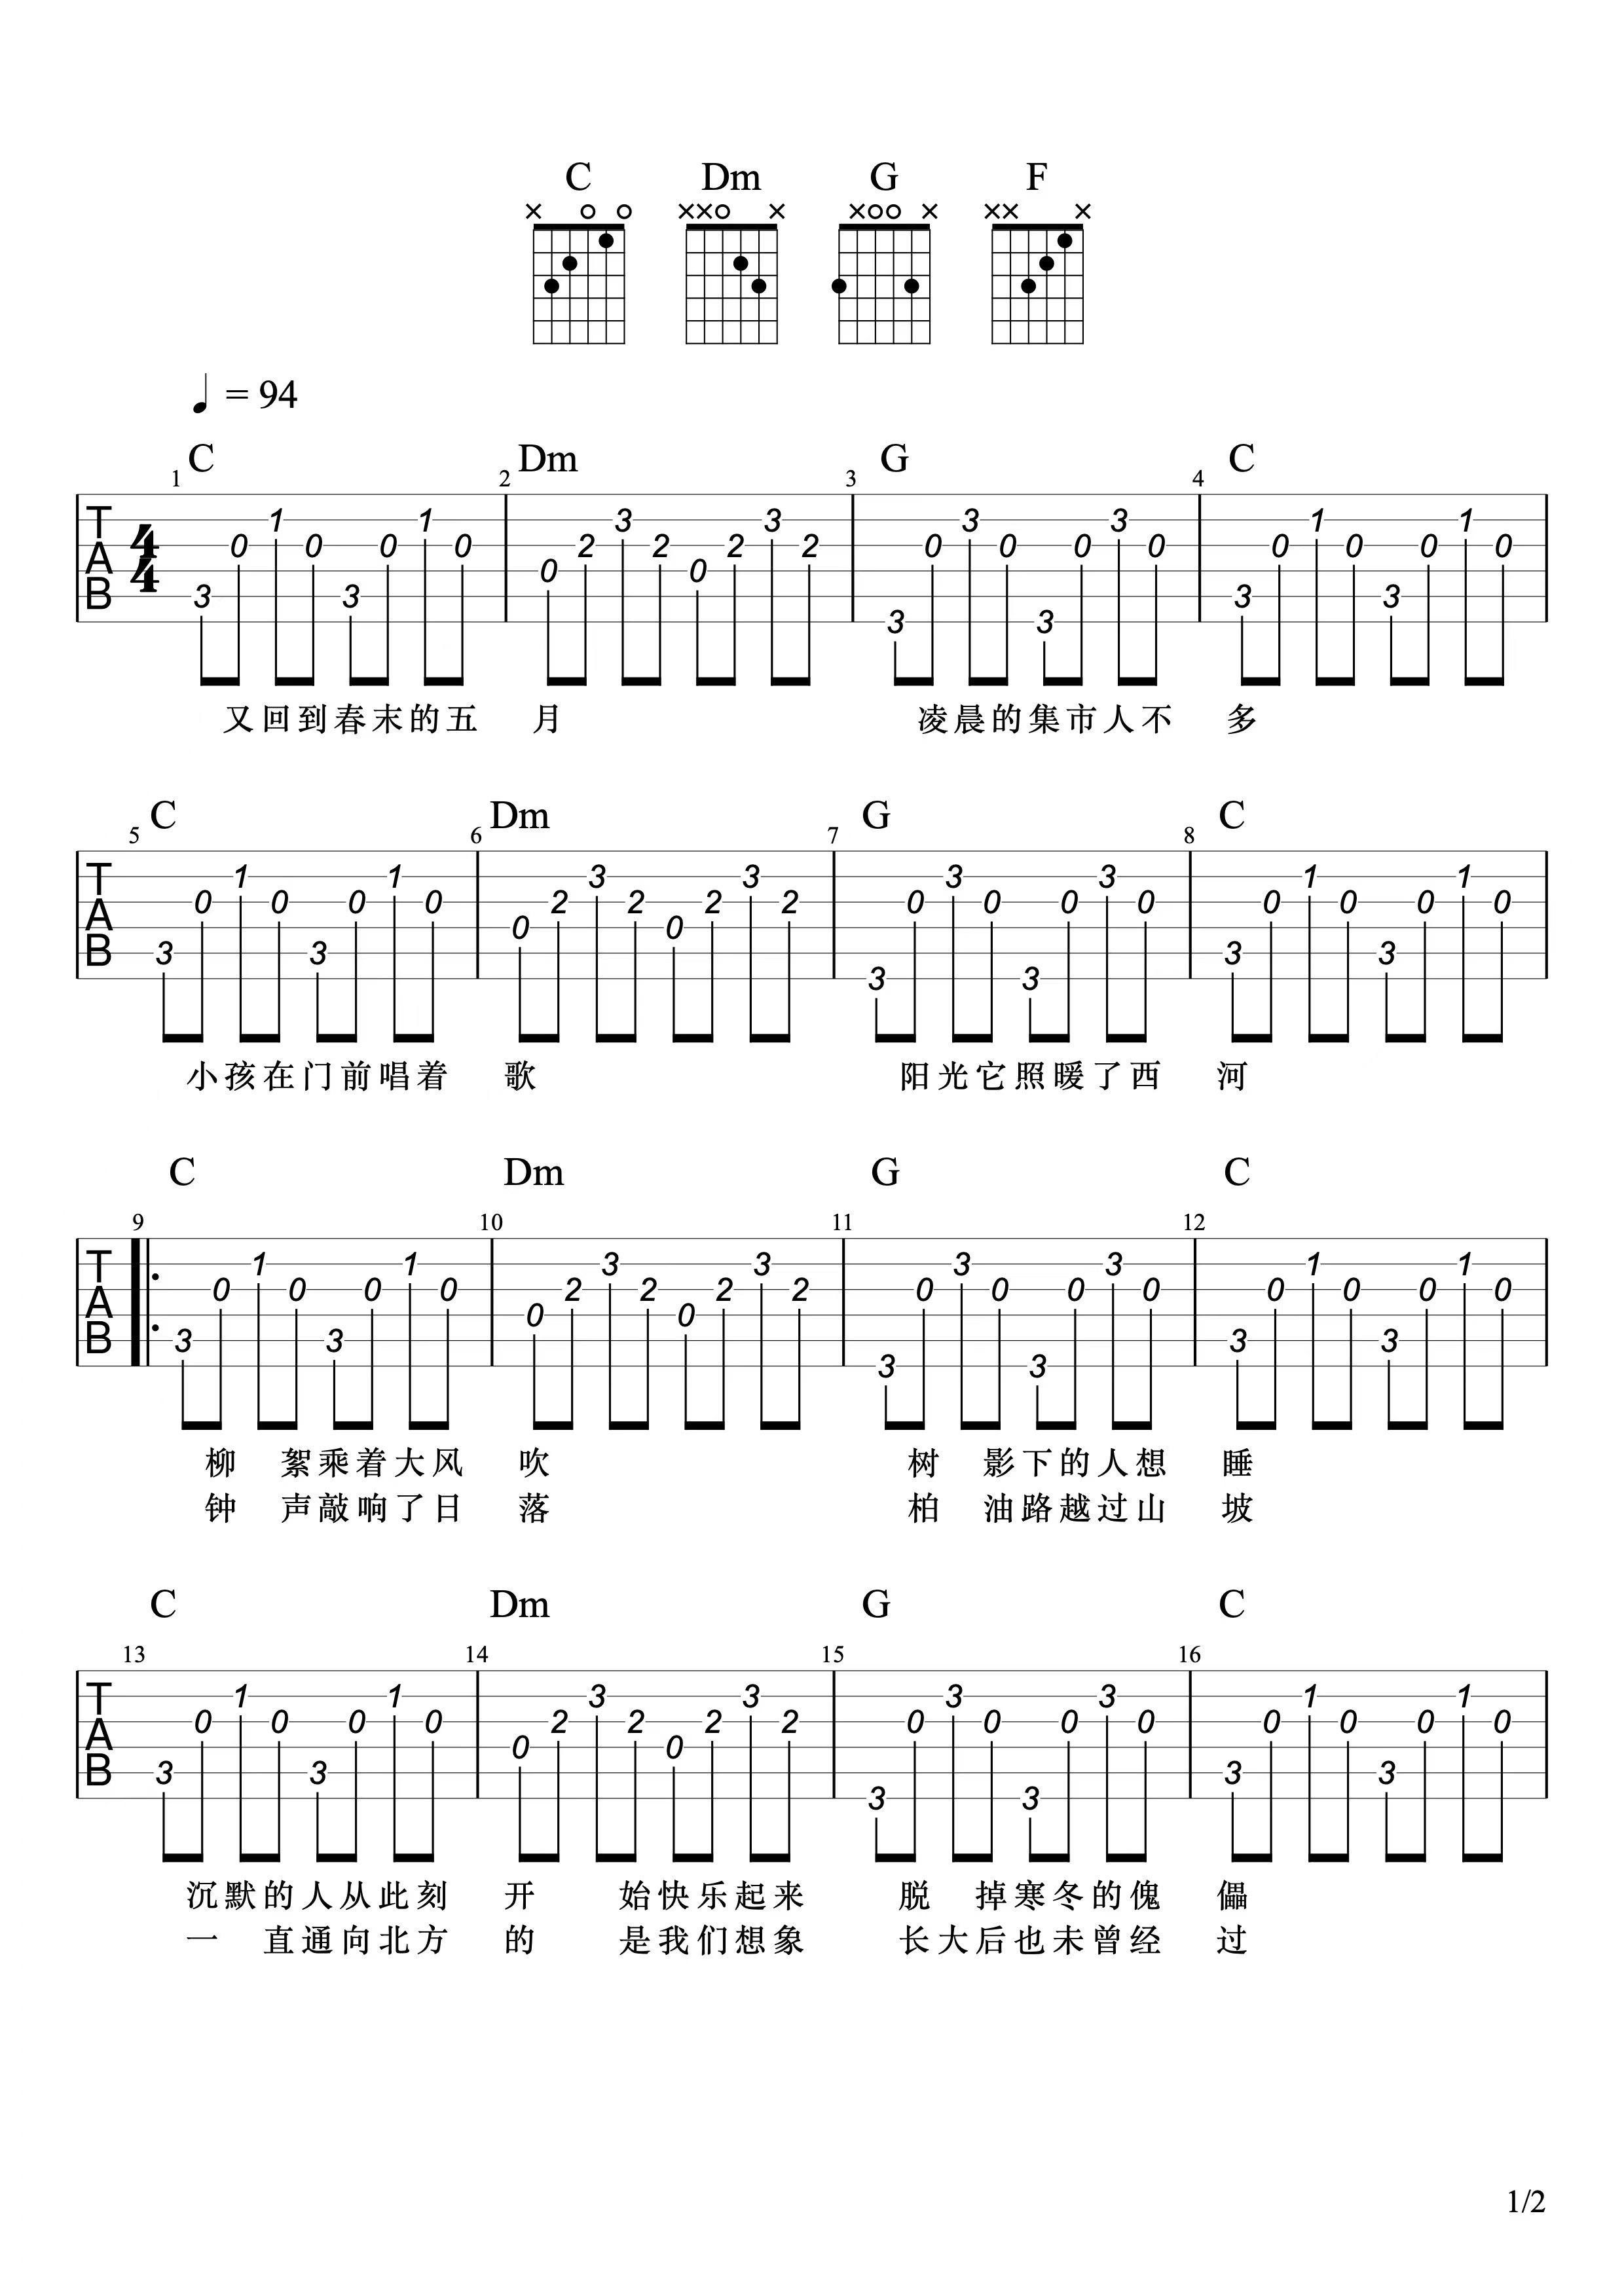 C Dm G F
♩ = 94
C Dm G C
1 2 3 4
T A B 4/4
3 0 1 0 3 0 1 0 0 2 3 2 0 2 3 2 3 0 3 0 3 0 3 0 3 0 1 0 3 0 1 0
又回到春末的五 月 凌晨的集市人不 多
C Dm G C
5 6 7 8
T A B
3 0 1 0 3 0 1 0 0 2 3 2 0 2 3 2 3 0 3 0 3 0 3 0 3 0 1 0 3 0 1 0
小孩在门前唱着 歌 阳光它照暖了西 河
C Dm G C
9 10 11 12
T A B
3 0 1 0 3 0 1 0 0 2 3 2 0 2 3 2 3 0 3 0 3 0 3 0 3 0 1 0 3 0 1 0
柳 絮乘着大风 吹 树 影下的人想 睡
钟 声敲响了日 落 柏 油路越过山 坡
C Dm G C
13 14 15 16
T A B
3 0 1 0 3 0 1 0 0 2 3 2 0 2 3 2 3 0 3 0 3 0 3 0 3 0 1 0 3 0 1 0
沉默的人从此刻 开 始快乐起来 脱 掉寒冬的傀 儡
一 直通向北方 的 是我们想象 长大后也未曾经 过
1/2